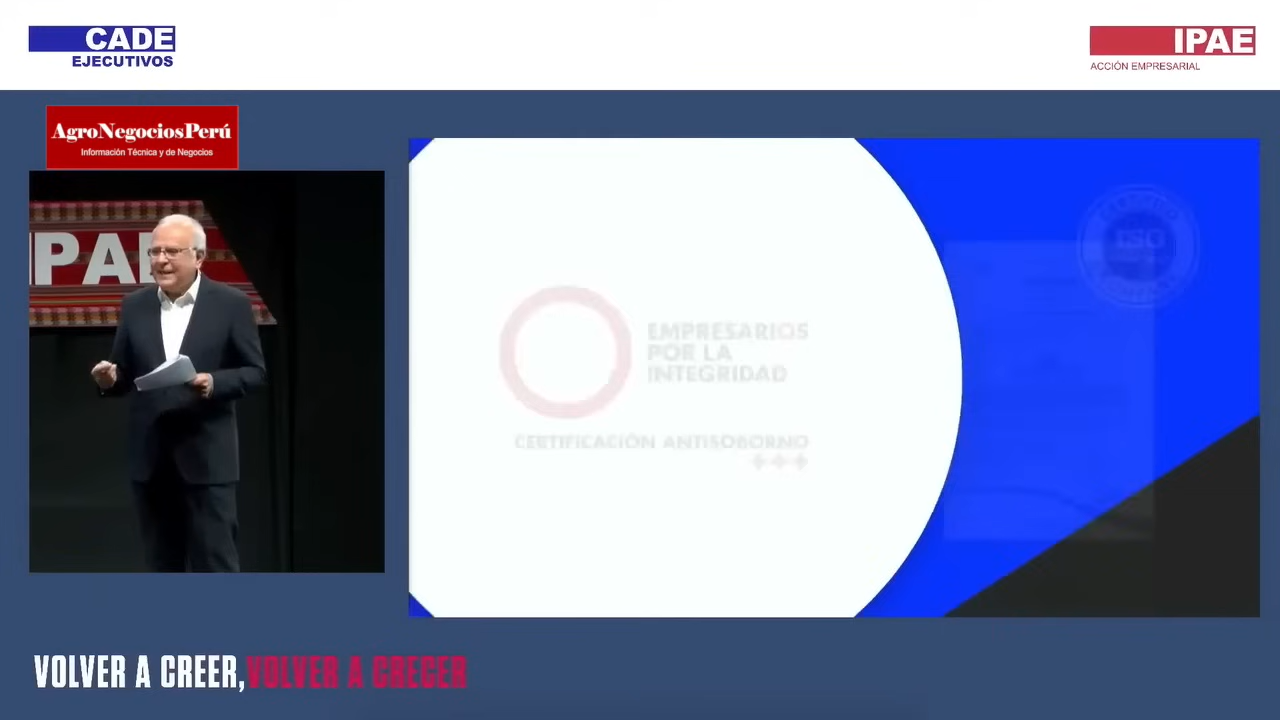 CADE
EJECUTIVOS
IPAE
ACCIÓN EMPRESARIAL
AgroNegociosPerú
Información Técnica y de Negocios
IPAE
EMPRESARIOS
POR LA
INTEGRIDAD
CERTIFICACIÓN ANTISOBORNO
+++
VOLVER A CREER, VOLVER A CRECER